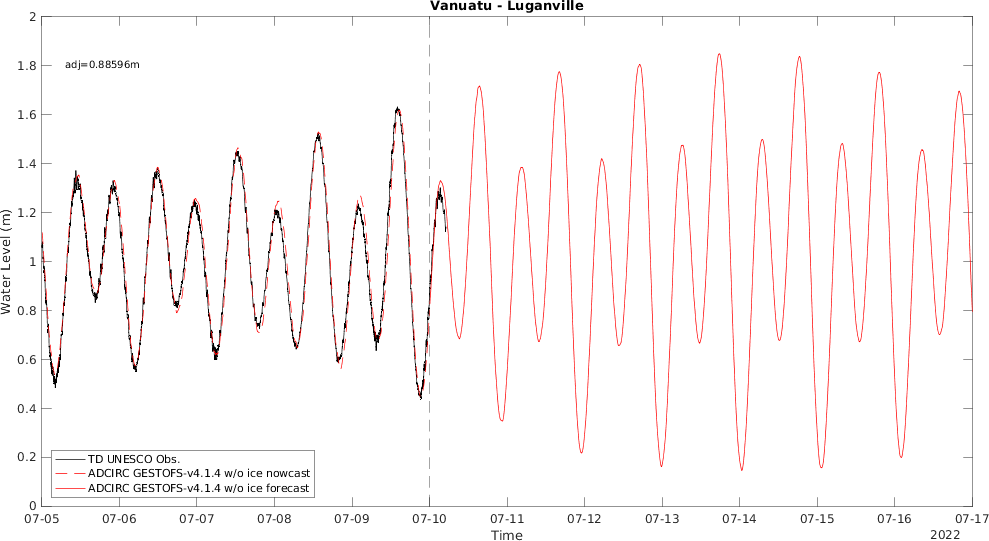 Vanuatu - Luganville
adj=0.88596m
2
1.8
1.6
1.4
1.2
1
0.8
0.6
0.4
0.2
0
Water Level (m)
TD UNESCO Obs.
ADCIRC GESTOFS-v4.1.4 w/o ice nowcast
ADCIRC GESTOFS-v4.1.4 w/o ice forecast
07-05 07-06 07-07 07-08 07-09 07-10 07-11 07-12 07-13 07-14 07-15 07-16 07-17
Time
2022